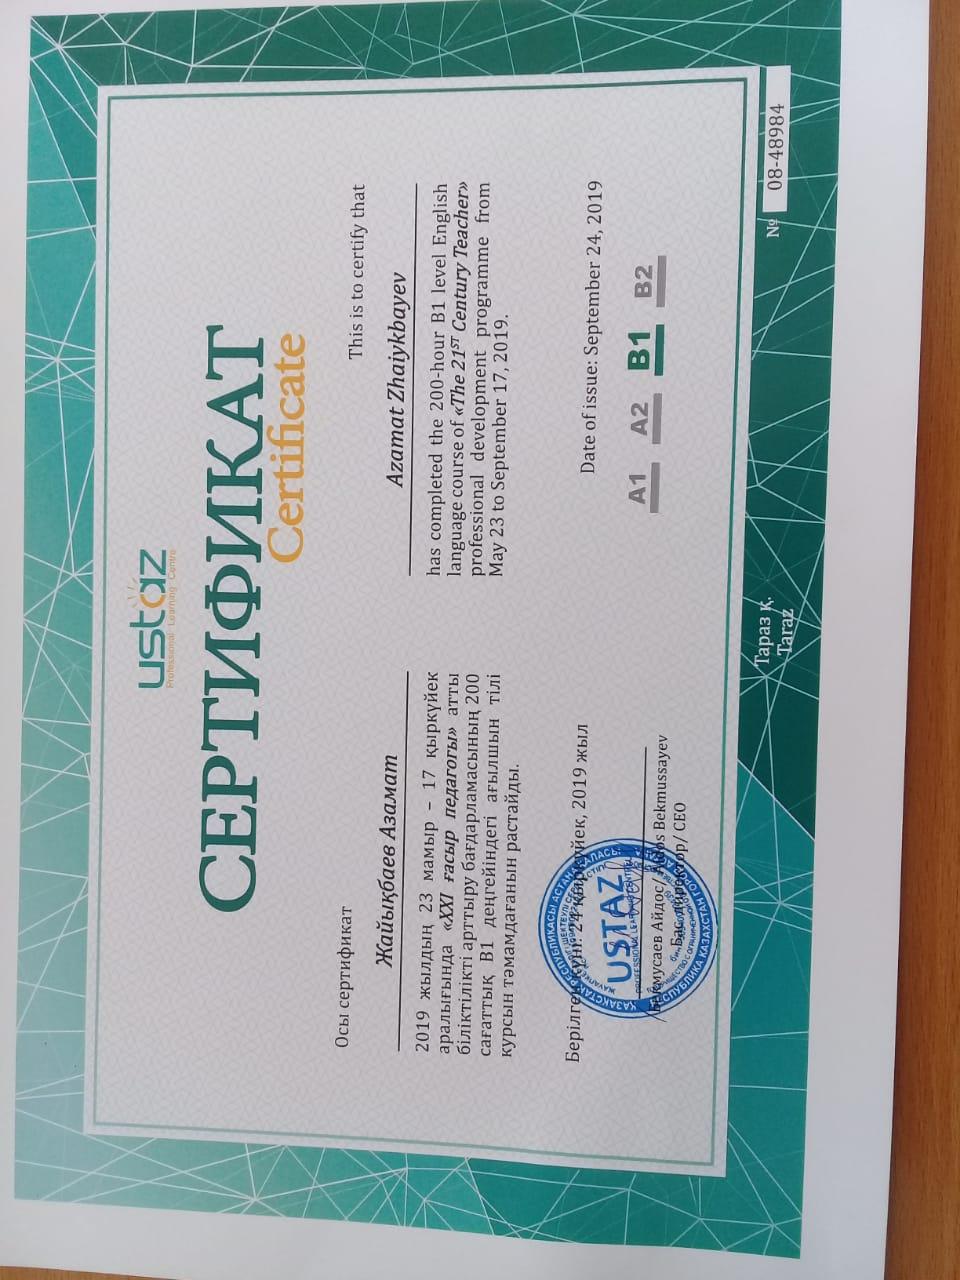 ustaz
Professional Learning Centre
СЕРТИФИКАТ
Certificate
Осы сертификат
Жайықбаев Азамат
2019 жылдың 23 мамыр – 17 қыркүйек
аралығында «XXI ғасыр педагогы» атты
біліктілікті арттыру бағдарламасының 200
сағаттық B1 деңгейіндегі ағылшын тілі
курсын тәмамдағанын растайды.
Берілген күні: 24 қыркүйек, 2019 жыл
Бекмусаев Айдос/ Aidos Bekmussayev
Бас директор/ CEO
USTAZ
This is to certify that
Azamat Zhaiykbayev
has completed the 200-hour B1 level English
language course of «The 21ST Century Teacher»
professional development programme from
May 23 to September 17, 2019.
Date of issue: September 24, 2019
A1 A2 B1 B2
Тараз қ.
Taraz
№ 08-48984